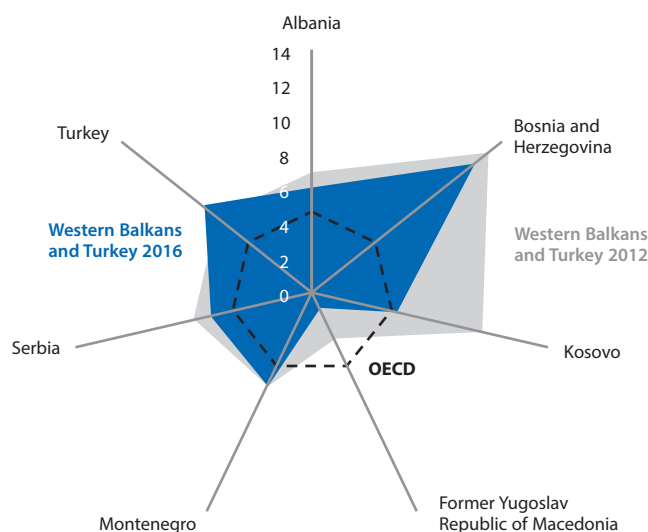 Albania
14
12
10
8
6
4
2
0
Turkey
Bosnia and
Herzegovina
Western Balkans
and Turkey 2016
Western Balkans
and Turkey 2012
Serbia
Kosovo
OECD
Montenegro
Former Yugoslav
Republic of Macedonia